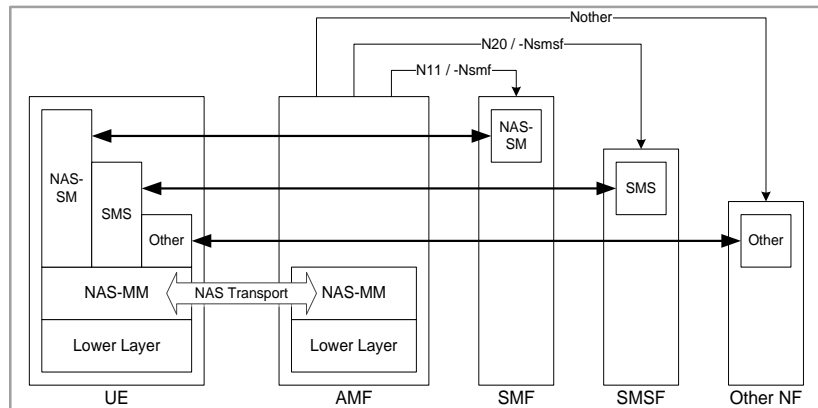 Nother
N20 / -Nsmsf
N11 / -Nsmf
NAS-
SM
NAS-
SM
SMS
SMS
Other
Other
NAS-MM
NAS Transport
NAS-MM
Lower Layer
Lower Layer
UE
AMF
SMF
SMSF
Other NF